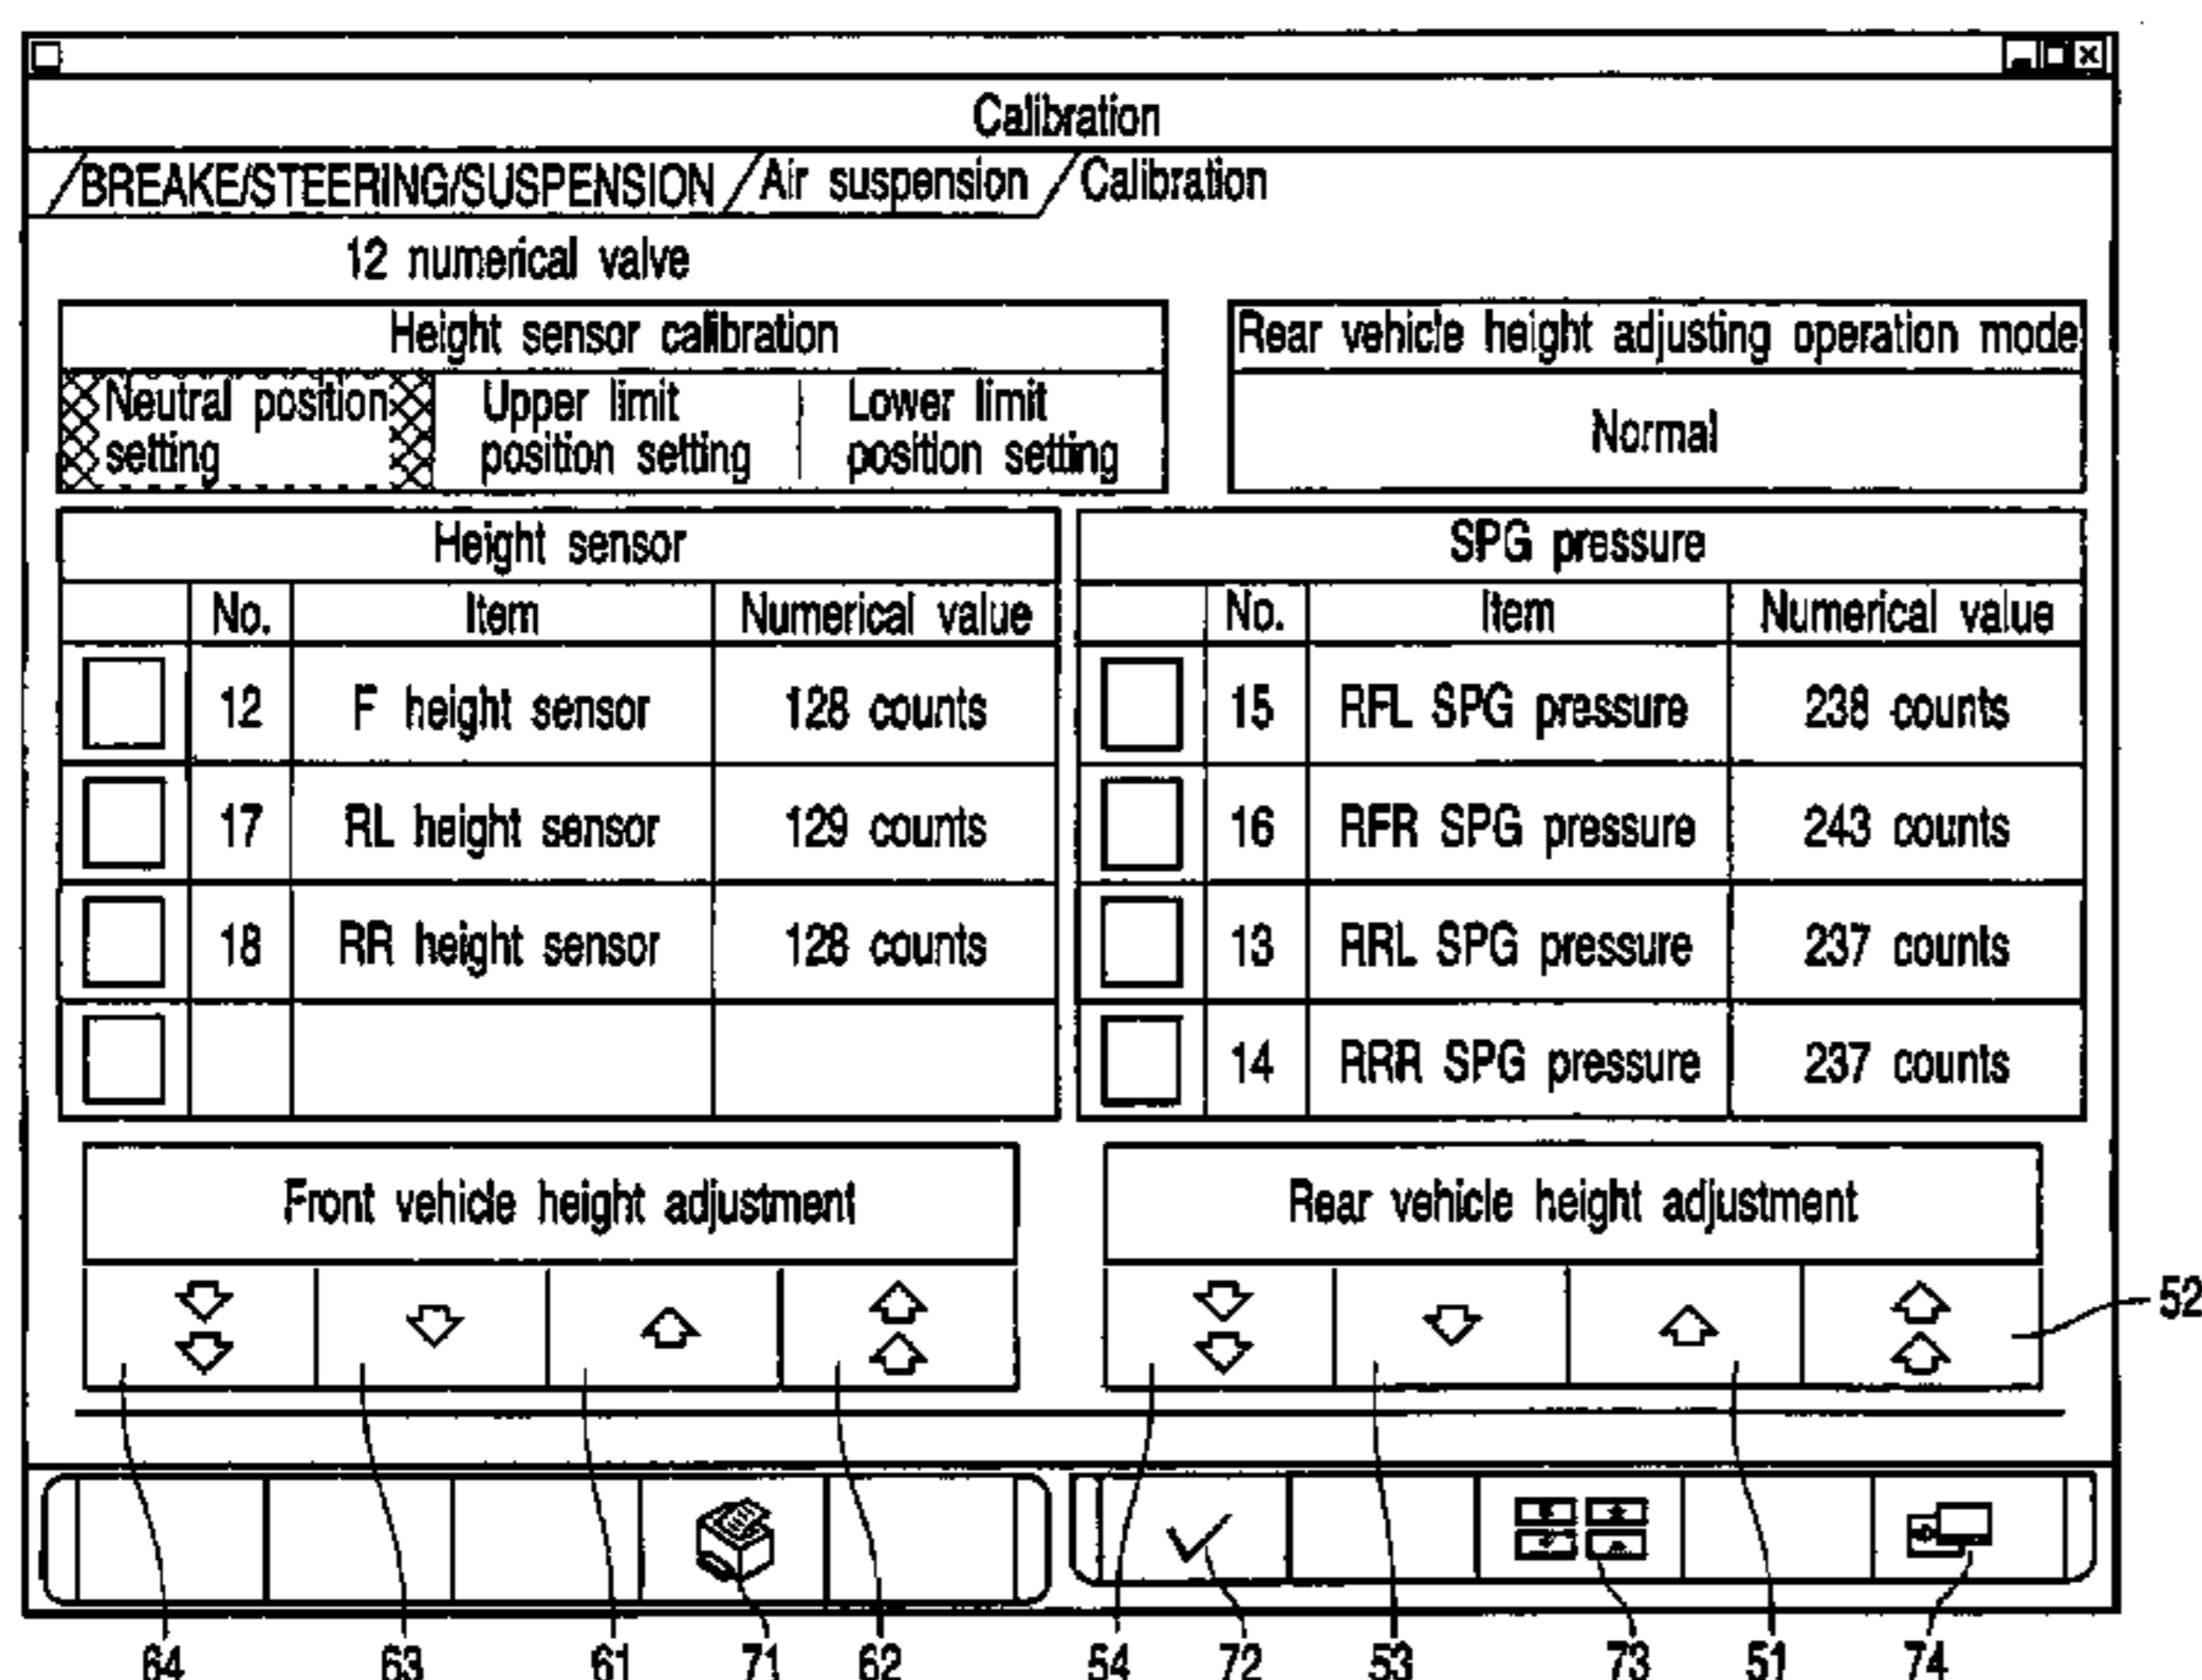 Calibration
BREAKE/STEERING/SUSPENSION Air suspension Calibration
12 numerical valve
Height sensor calibration
Neutral position setting
Upper limit position setting
Lower limit position setting
Rear vehicle height adjusting operation mode
Normal
Height sensor
No. Item Numerical value
12 F height sensor 128 counts
17 RL height sensor 129 counts
18 RR height sensor 128 counts
SPG pressure
No. Item Numerical value
15 RFL SPG pressure 238 counts
16 RFR SPG pressure 243 counts
13 RRL SPG pressure 237 counts
14 RRR SPG pressure 237 counts
Front vehicle height adjustment
Rear vehicle height adjustment
52
64 63 61 71 62 54 72 53 73 51 74